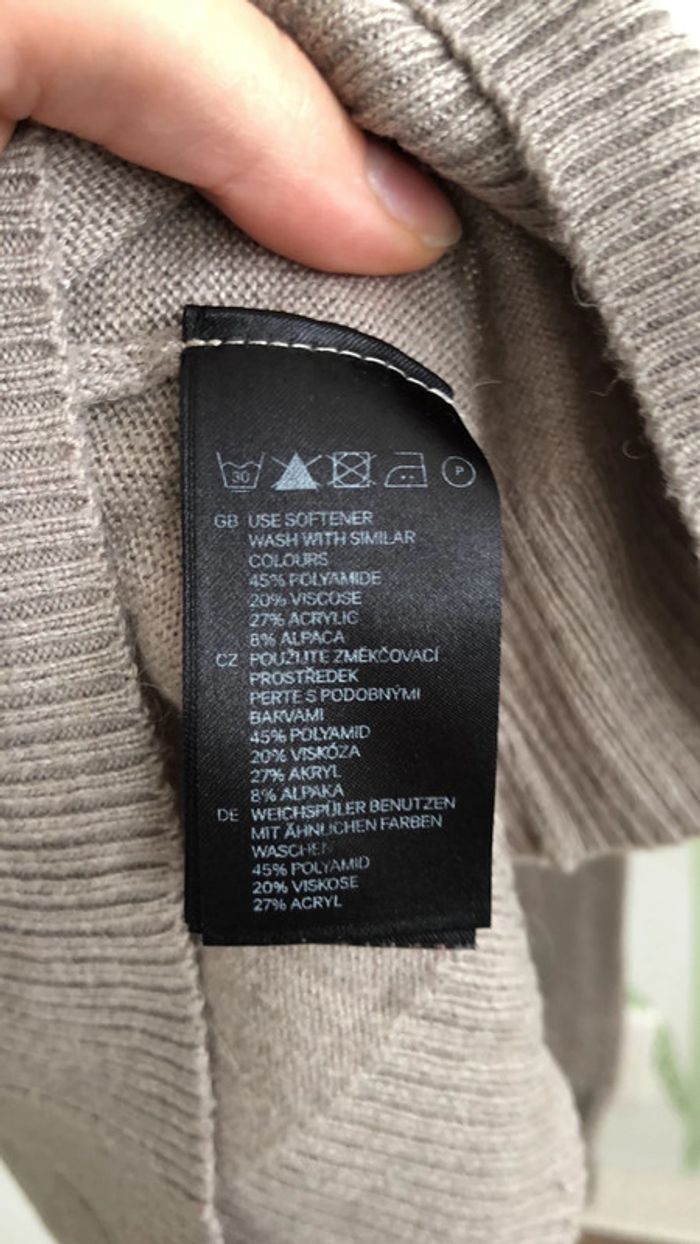 30 P
GB USE SOFTENER
WASH WITH SIMILAR
COLOURS
45% POLYAMIDE
20% VISCOSE
27% ACRYLIC
8% ALPACA
CZ POUŽIJTE ZMĚKČOVACÍ
PROSTŘEDEK
PERTE S PODOBNÝMI
BARVAMI
45% POLYAMID
20% VISKÓZA
27% AKRYL
8% ALPAKA
DE WEICHSPÜLER BENUTZEN
MIT ÄHNLICHEN FARBEN
WASCHEN
45% POLYAMID
20% VISKOSE
27% ACRYL